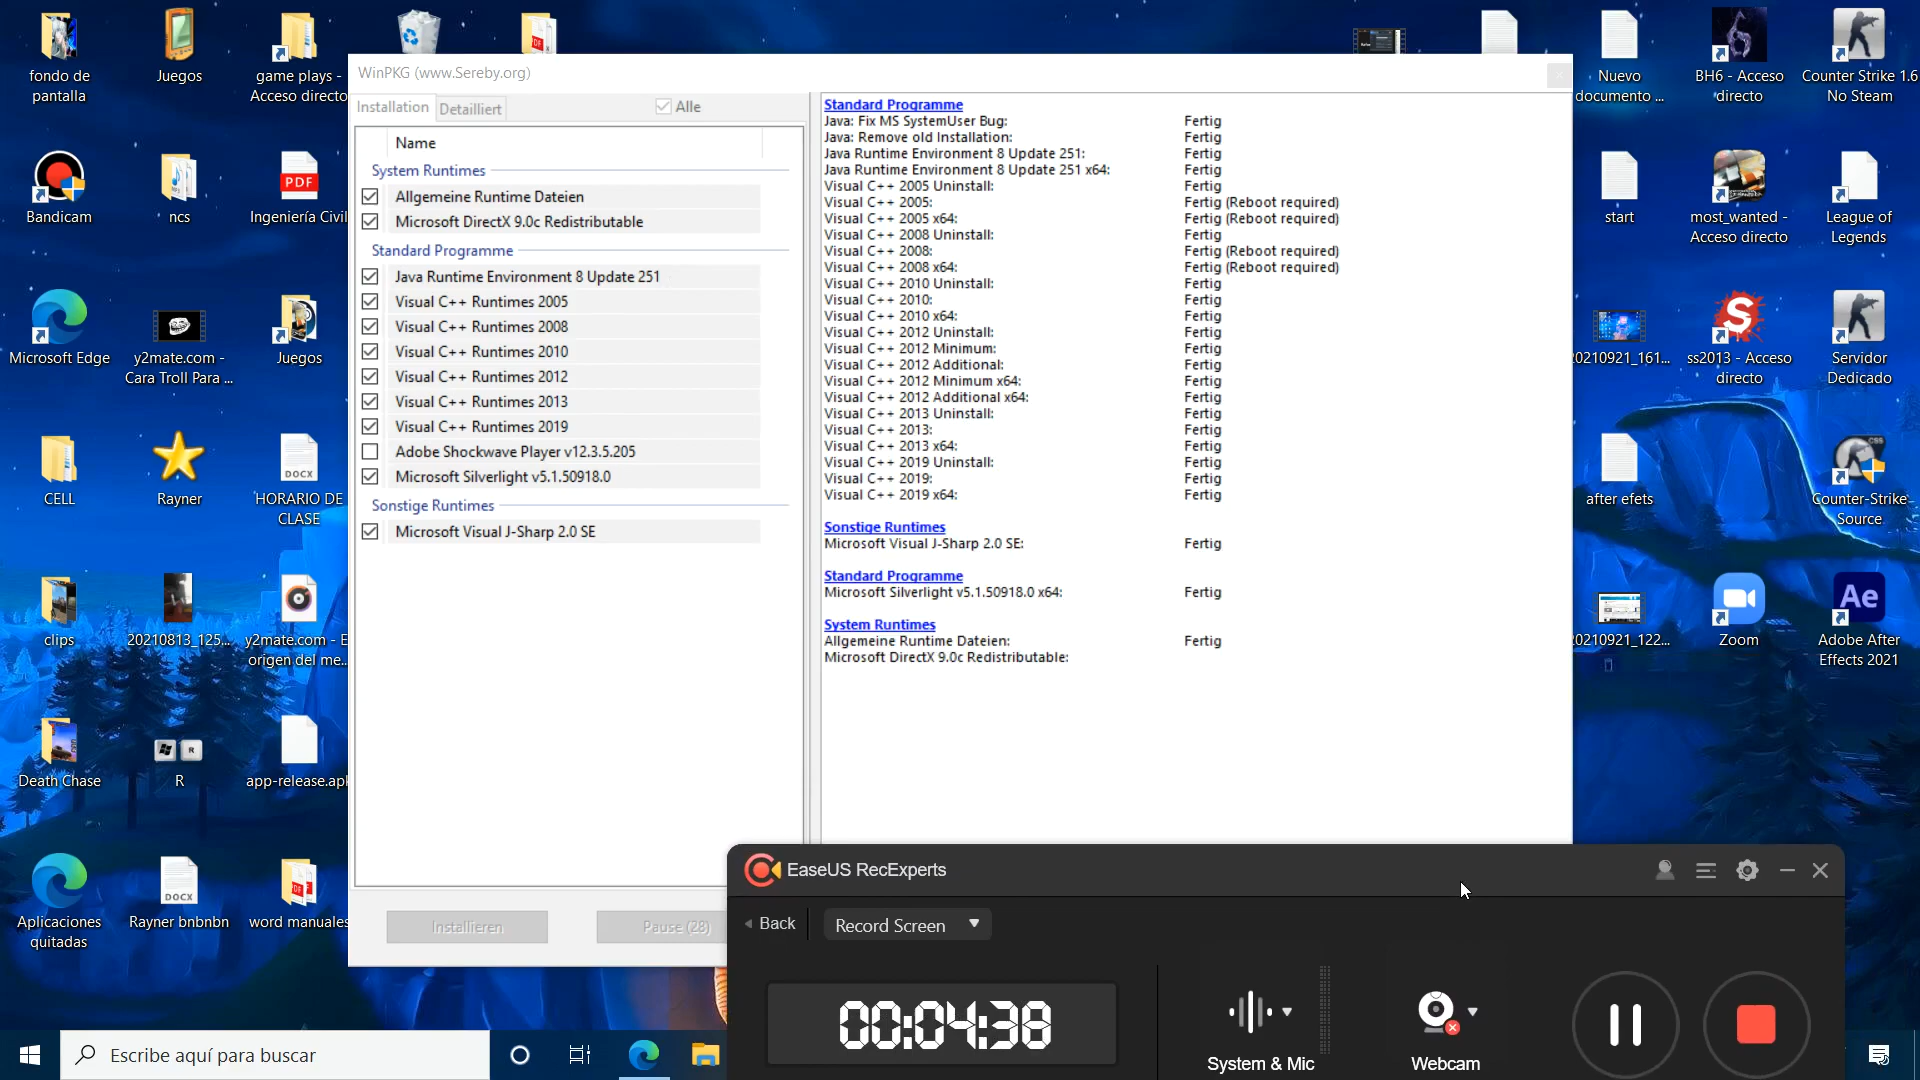 fondo de
pantalla
Juegos
game plays -
Acceso directo
PDF
WinPKG (www.Sereby.org)
Installation
Detailliert
Alle
Name
System Runtimes
Allgemeine Runtime Dateien
Microsoft DirectX 9.0c Redistributable
Standard Programme
Java Runtime Environment 8 Update 251
Visual C++ Runtimes 2005
Visual C++ Runtimes 2008
Visual C++ Runtimes 2010
Visual C++ Runtimes 2012
Visual C++ Runtimes 2013
Visual C++ Runtimes 2019
Adobe Shockwave Player v12.3.5.205
Microsoft Silverlight v5.1.50918.0
Sonstige Runtimes
Microsoft Visual J-Sharp 2.0 SE
Installieren
Pause (28)
Standard Programme
Java: Fix MS SystemUser Bug: Fertig
Java: Remove old Installation: Fertig
Java Runtime Environment 8 Update 251: Fertig
Java Runtime Environment 8 Update 251 x64: Fertig
Visual C++ 2005 Uninstall: Fertig
Visual C++ 2005: Fertig (Reboot required)
Visual C++ 2005 x64: Fertig (Reboot required)
Visual C++ 2008 Uninstall: Fertig
Visual C++ 2008: Fertig (Reboot required)
Visual C++ 2008 x64: Fertig (Reboot required)
Visual C++ 2010 Uninstall: Fertig
Visual C++ 2010: Fertig
Visual C++ 2010 x64: Fertig
Visual C++ 2012 Uninstall: Fertig
Visual C++ 2012 Minimum: Fertig
Visual C++ 2012 Additional: Fertig
Visual C++ 2012 Minimum x64: Fertig
Visual C++ 2012 Additional x64: Fertig
Visual C++ 2013 Uninstall: Fertig
Visual C++ 2013: Fertig
Visual C++ 2013 x64: Fertig
Visual C++ 2019 Uninstall: Fertig
Visual C++ 2019: Fertig
Visual C++ 2019 x64: Fertig
Sonstige Runtimes
Microsoft Visual J-Sharp 2.0 SE: Fertig
Standard Programme
Microsoft Silverlight v5.1.50918.0 x64: Fertig
System Runtimes
Allgemeine Runtime Dateien: Fertig
Microsoft DirectX 9.0c Redistributable:
Nuevo
documento ...
BH6 - Acceso
directo
Counter Strike 1.6
No Steam
Bandicam
ncs
PDF
Ingeniería Civil
start
most_wanted -
Acceso directo
League of
Legends
Microsoft Edge
y2mate.com -
Cara Troll Para ...
Juegos
20210921_161...
ss2013 - Acceso
directo
Servidor
Dedicado
CELL
Rayner
DOCX
HORARIO DE
CLASE
after efets
CSS
Counter-Strike
Source
clips
20210813_125...
y2mate.com - E
origen del me...
20210921_122...
Zoom
Ae
Adobe After
Effects 2021
Death Chase
R
R
app-release.apk
Aplicaciones
quitadas
DOCX
Rayner bnbnbn
PDF
word manuales
EaseUS RecExperts
Back
Record Screen
00:04:38
System & Mic
Webcam
Escribe aquí para buscar